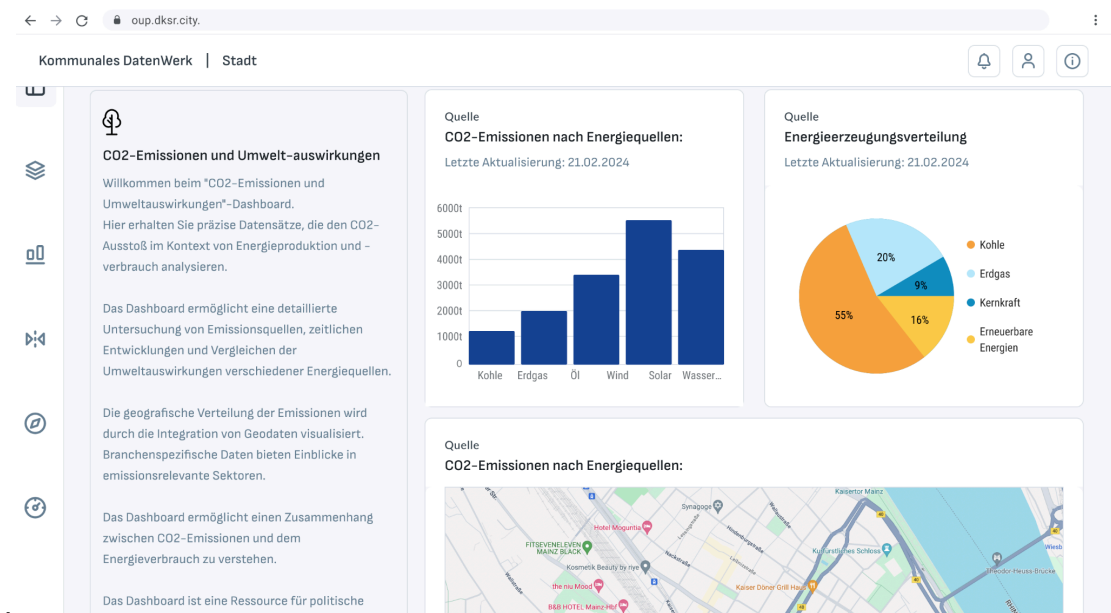 oup.dksr.city.
Kommunales DatenWerk | Stadt
CO2-Emissionen und Umwelt-auswirkungen
Willkommen beim "CO2-Emissionen und
Umweltauswirkungen"-Dashboard.
Hier erhalten Sie präzise Datensätze, die den CO2-
Ausstoß im Kontext von Energieproduktion und -
verbrauch analysieren.
Das Dashboard ermöglicht eine detaillierte
Untersuchung von Emissionsquellen, zeitlichen
Entwicklungen und Vergleichen der
Umweltauswirkungen verschiedener Energiequellen.
Die geografische Verteilung der Emissionen wird
durch die Integration von Geodaten visualisiert.
Branchenspezifische Daten bieten Einblicke in
emissionsrelevante Sektoren.
Das Dashboard ermöglicht einen Zusammenhang
zwischen CO2-Emissionen und dem
Energieverbrauch zu verstehen.
Das Dashboard ist eine Ressource für politische
Quelle
CO2-Emissionen nach Energiequellen:
Letzte Aktualisierung: 21.02.2024
6000t
5000t
4000t
3000t
2000t
1000t
0
Kohle Erdgas Öl Wind Solar Wasser...
Quelle
Energieerzeugungsverteilung
Letzte Aktualisierung: 21.02.2024
20%
9%
55%
16%
Kohle
Erdgas
Kernkraft
Erneuerbare
Energien
Quelle
CO2-Emissionen nach Energiequellen:
Kaisertor Mainz
Synagoge
Hotel Moguntia
Hindenburgstraße
FITSEVENELEVEN
MAINZ BLACK
Kurfürstliches Schloss
Wiesb
Kosmetik Beauty by nye
Nackstraße
Theodor-Heuss-Brücke
the niu Mood
Kaiser Döner Grill Haus
B&B HOTEL Mainz-Hbf